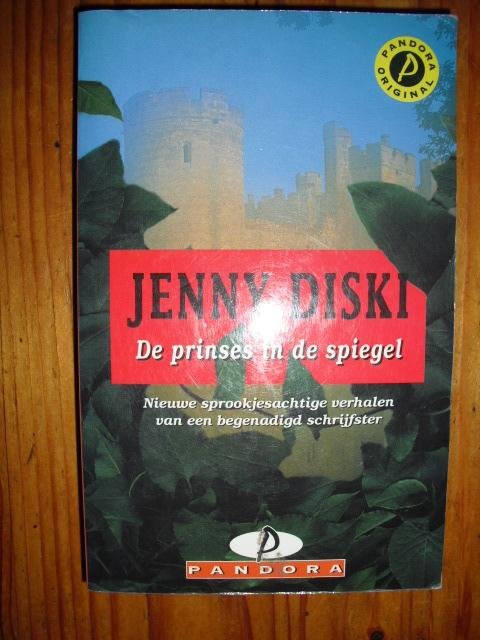 PANDORA
P
ORIGINAL
JENNY DISKI
De prinses in de spiegel
Nieuwe sprookjesachtige verhalen
van een begenadigd schrijfster
P
PANDORA